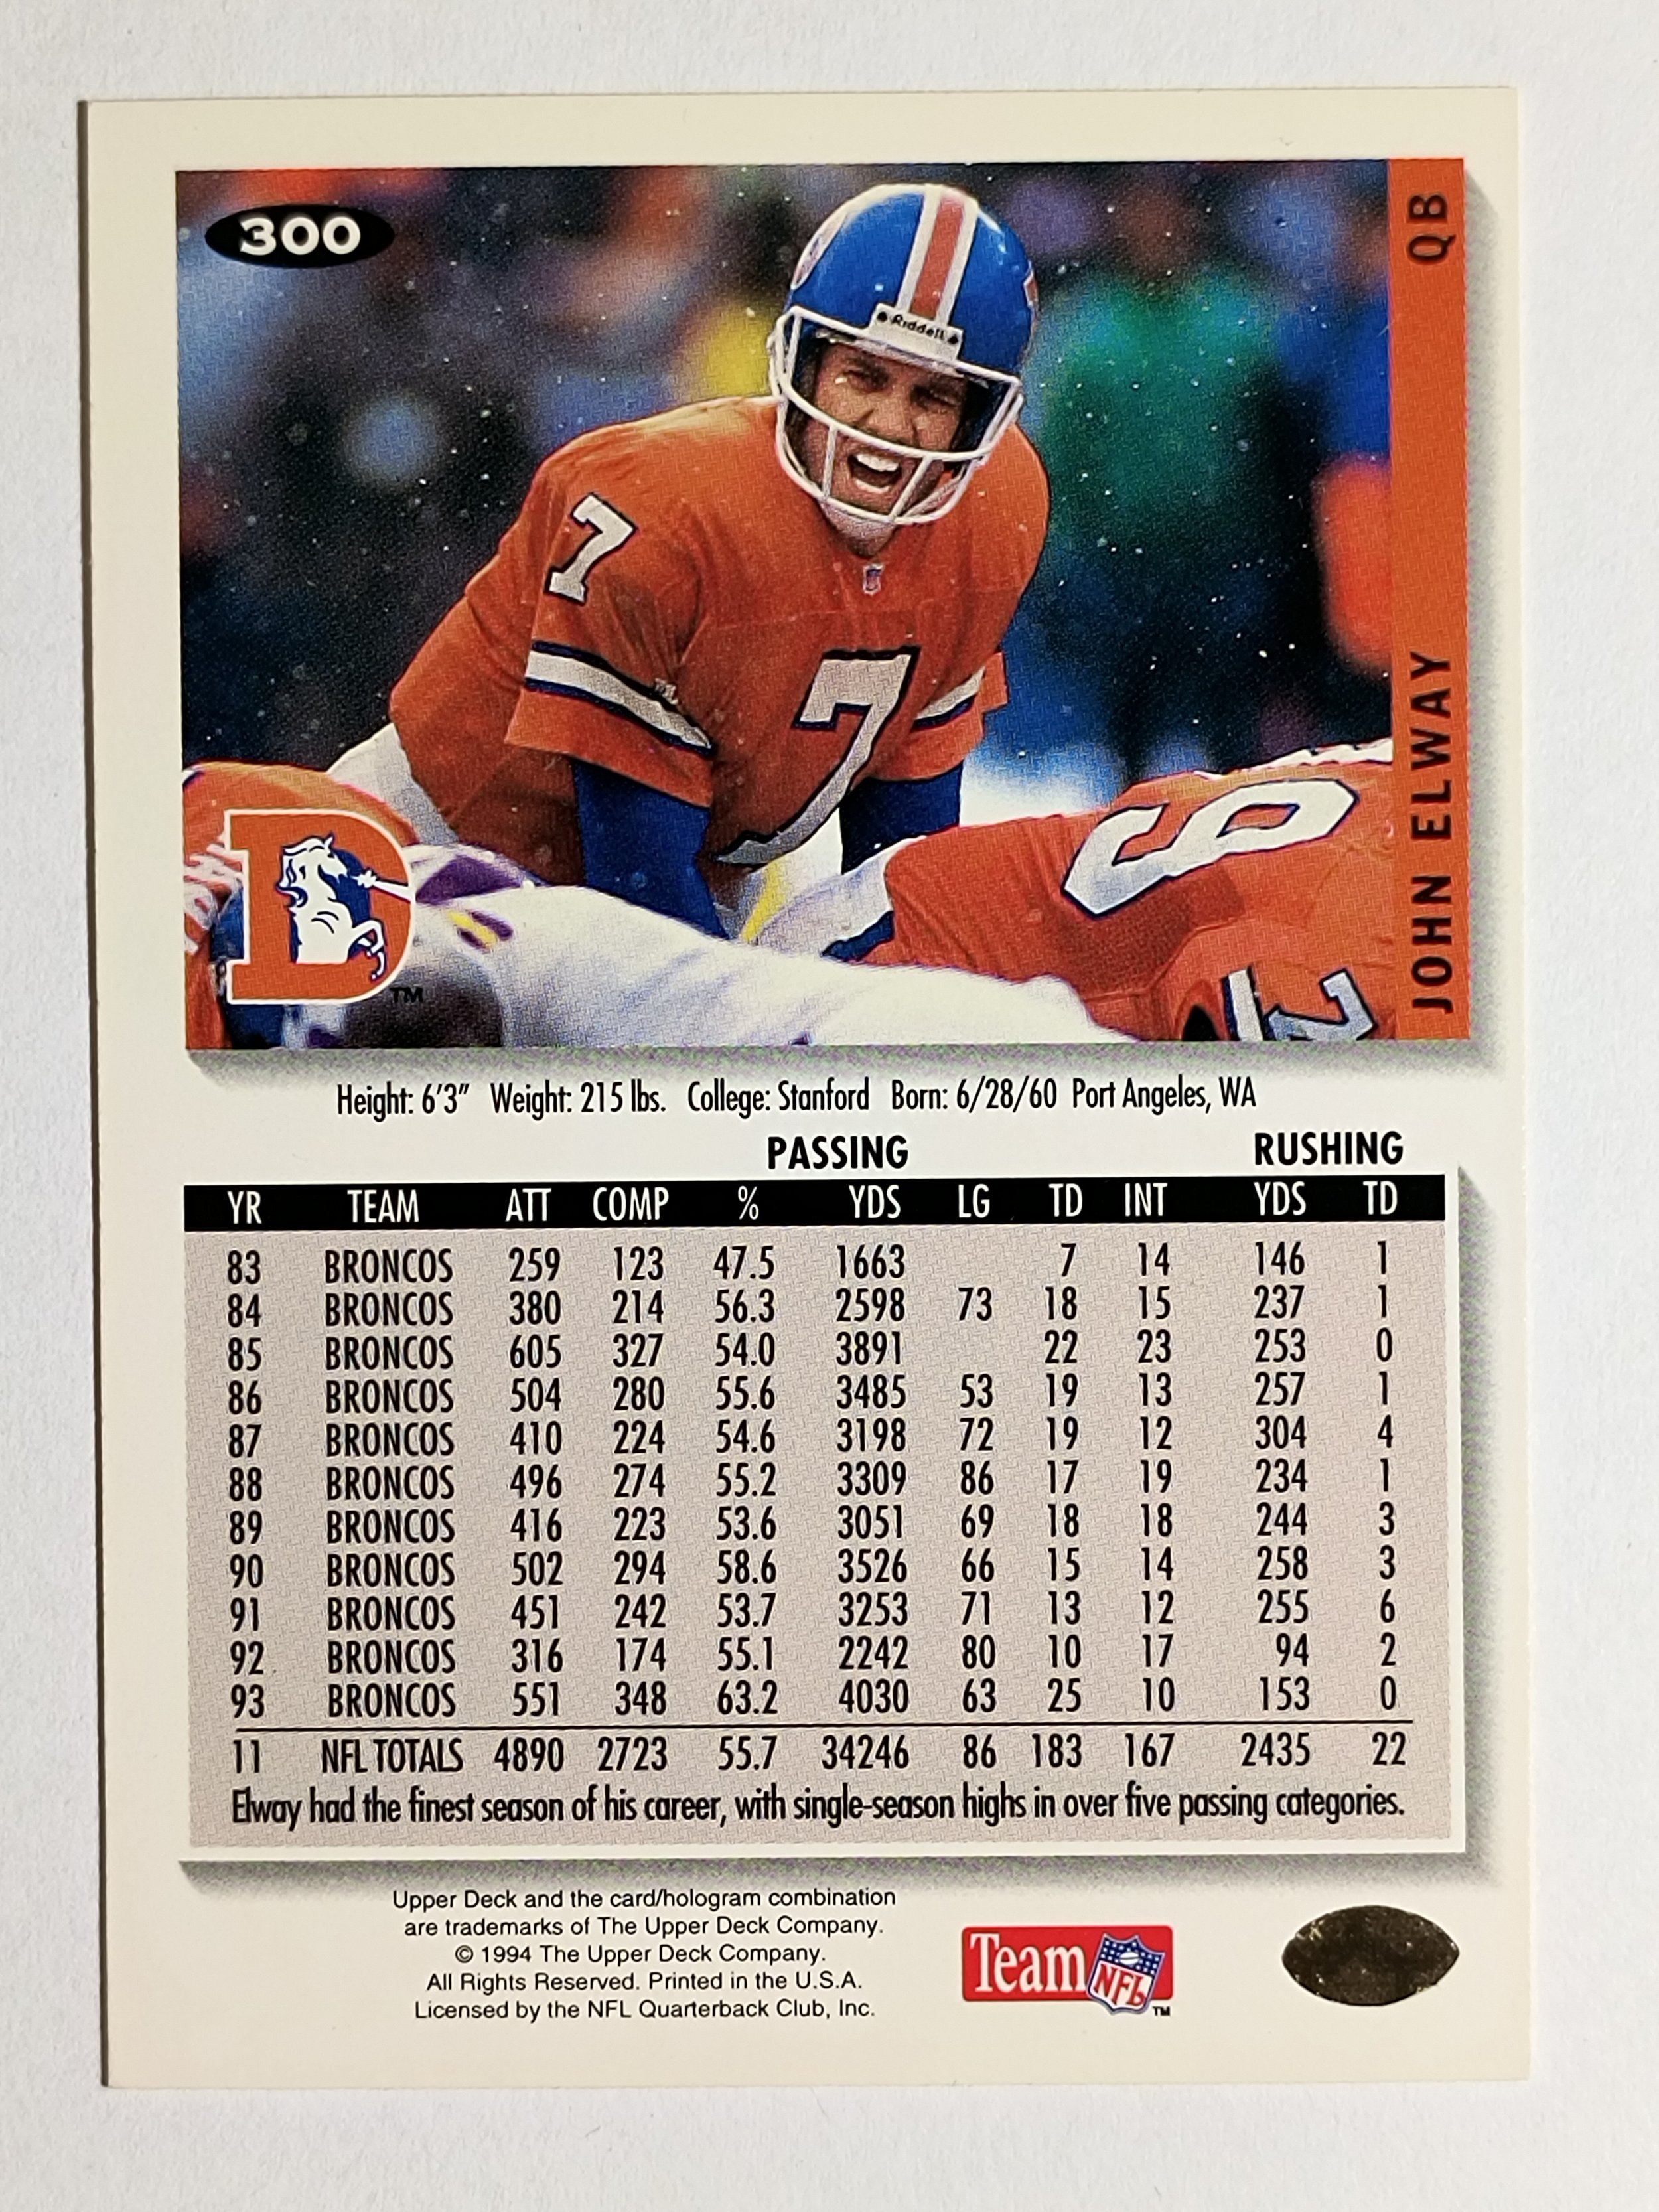 300
Riddell
7
7
QB
JOHN ELWAY
D
TM
Height: 6'3" Weight: 215 lbs. College: Stanford Born: 6/28/60 Port Angeles, WA
PASSING RUSHING
YR TEAM ATT COMP % YDS LG TD INT YDS TD
83 BRONCOS 259 123 47.5 1663 7 14 146 1
84 BRONCOS 380 214 56.3 2598 73 18 15 237 1
85 BRONCOS 605 327 54.0 3891 22 23 253 0
86 BRONCOS 504 280 55.6 3485 53 19 13 257 1
87 BRONCOS 410 224 54.6 3198 72 19 12 304 4
88 BRONCOS 496 274 55.2 3309 86 17 19 234 1
89 BRONCOS 416 223 53.6 3051 69 18 18 244 3
90 BRONCOS 502 294 58.6 3526 66 15 14 258 3
91 BRONCOS 451 242 53.7 3253 71 13 12 255 6
92 BRONCOS 316 174 55.1 2242 80 10 17 94 2
93 BRONCOS 551 348 63.2 4030 63 25 10 153 0
11 NFL TOTALS 4890 2723 55.7 34246 86 183 167 2435 22
Elway had the finest season of his career, with single-season highs in over five passing categories.
Upper Deck and the card/hologram combination
are trademarks of The Upper Deck Company.
© 1994 The Upper Deck Company.
All Rights Reserved. Printed in the U.S.A.
Licensed by the NFL Quarterback Club, Inc.
Team NFL TM